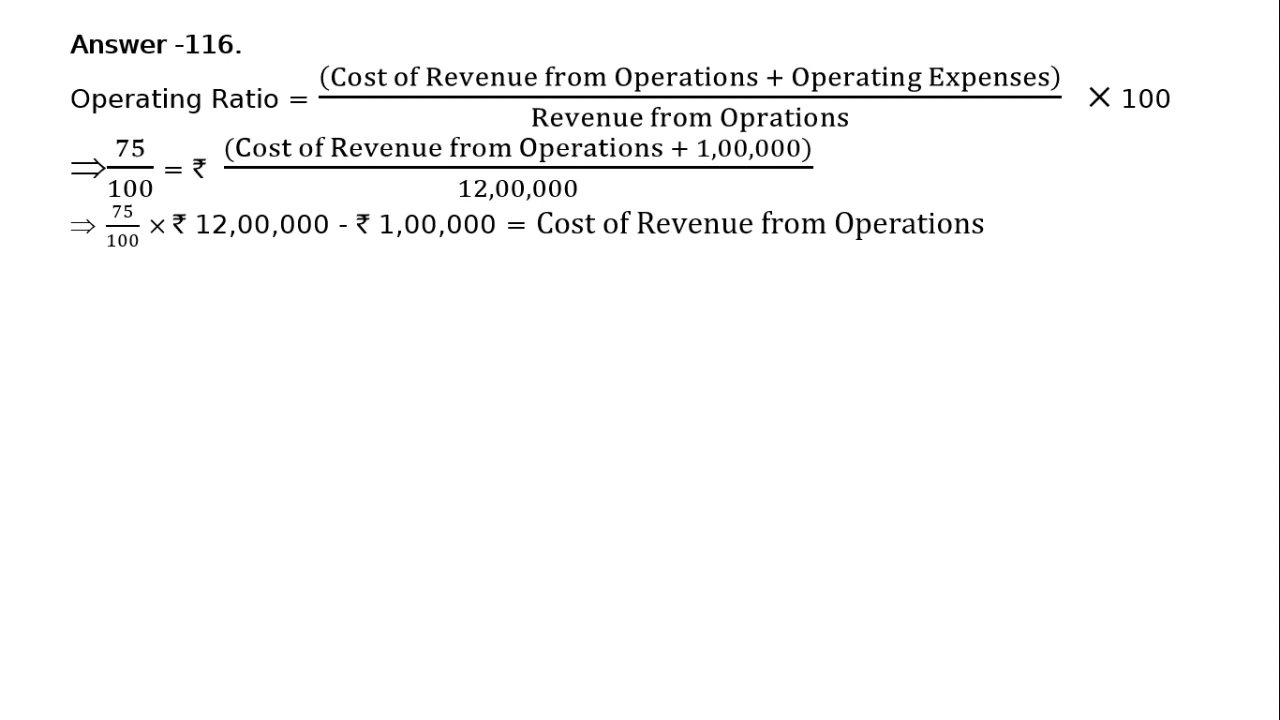 Answer -116.
Operating Ratio = (Cost of Revenue from Operations + Operating Expenses) / Revenue from Oprations × 100
⇒ 75/100 = ₹ (Cost of Revenue from Operations + 1,00,000) / 12,00,000
⇒ 75/100 × ₹ 12,00,000 - ₹ 1,00,000 = Cost of Revenue from Operations